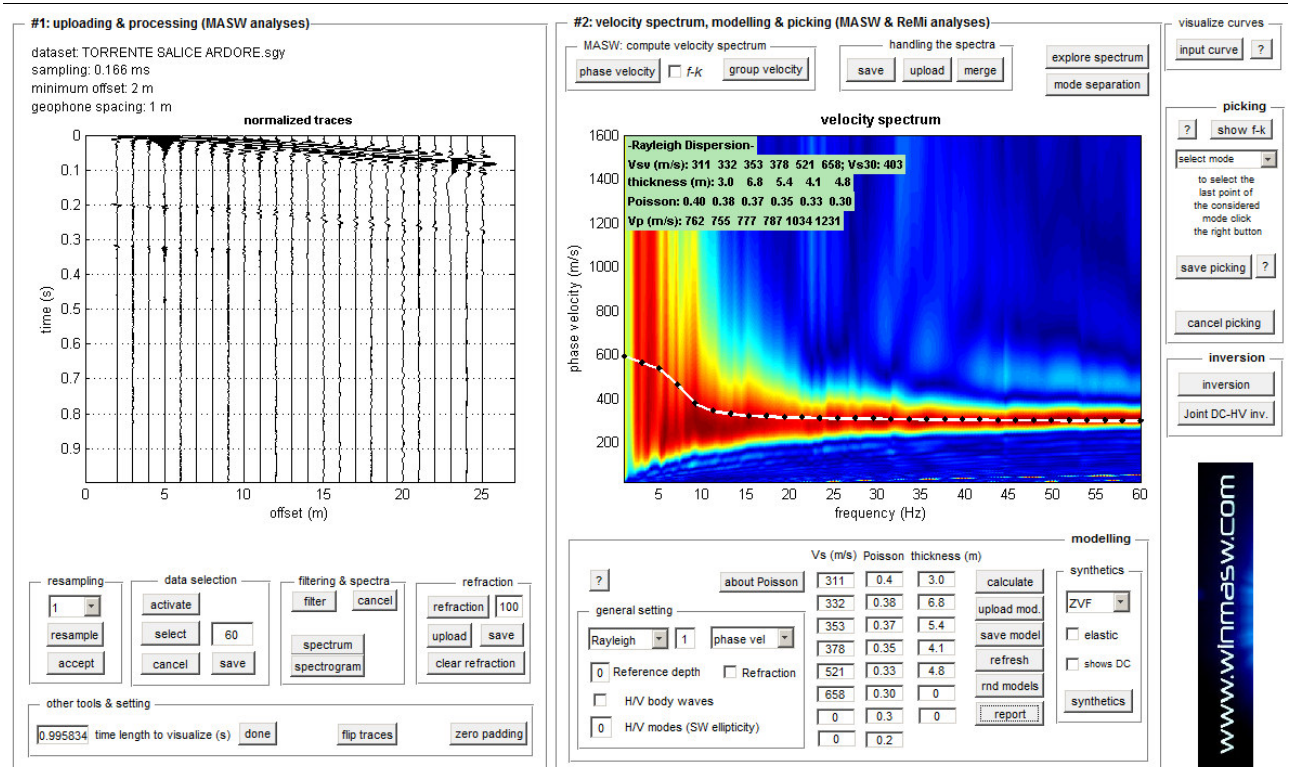 #1: uploading & processing (MASW analyses)
dataset: TORRENTE SALICE ARDORE.sgy
sampling: 0.166 ms
minimum offset: 2 m
geophone spacing: 1 m
normalized traces
0
0.1
0.2
0.3
0.4
0.5
0.6
0.7
0.8
0.9
time (s)
0 5 10 15 20 25
offset (m)
resampling
1
resample
accept
data selection
activate
select 60
cancel save
filtering & spectra
filter cancel
spectrum
spectrogram
refraction
refraction 100
upload save
clear refraction
other tools & setting
0.995834 time length to visualize (s) done flip traces zero padding
#2: velocity spectrum, modelling & picking (MASW & ReMi analyses)
MASW: compute velocity spectrum
phase velocity f-k group velocity
handling the spectra
save upload merge
explore spectrum
mode separation
velocity spectrum
-Rayleigh Dispersion-
Vsv (m/s): 311 332 353 378 521 658; Vs30: 403
thickness (m): 3.0 6.8 5.4 4.1 4.8
Poisson: 0.40 0.38 0.37 0.35 0.33 0.30
Vp (m/s): 762 755 777 787 1034 1231
1600
1400
1200
1000
800
600
400
200
phase velocity (m/s)
5 10 15 20 25 30 35 40 45 50 55 60
frequency (Hz)
modelling
?
about Poisson
general setting
Rayleigh 1 phase vel
0 Reference depth Refraction
H/V body waves
0 H/V modes (SW ellipticity)
Vs (m/s) Poisson thickness (m)
311 0.4 3.0
332 0.38 6.8
353 0.37 5.4
378 0.35 4.1
521 0.33 4.8
658 0.30 0
0 0.3 0
0 0.2
calculate
upload mod.
save model
refresh
rnd models
report
synthetics
ZVF
elastic
shows DC
synthetics
visualize curves
input curve ?
picking
? show f-k
select mode
to select the
last point of
the considered
mode click
the right button
save picking ?
cancel picking
inversion
inversion
Joint DC-HV inv.
www.winmasw.com